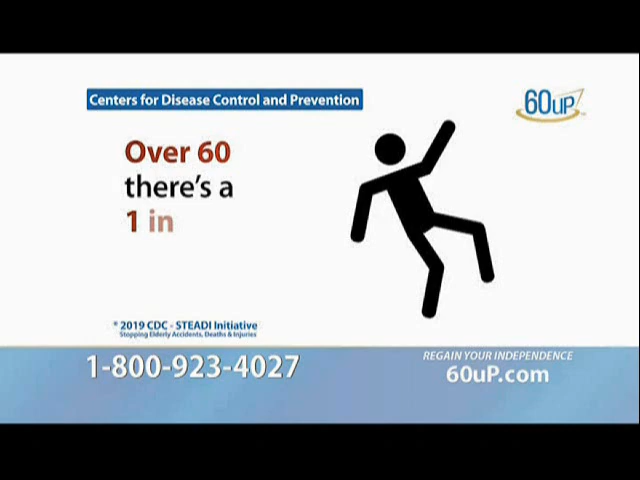 Centers for Disease Control and Prevention
60uP
Over 60
there's a
1 in
* 2019 CDC - STEADI Initiative
Stopping Elderly Accidents, Deaths & Injuries
1-800-923-4027
REGAIN YOUR INDEPENDENCE
60uP.com